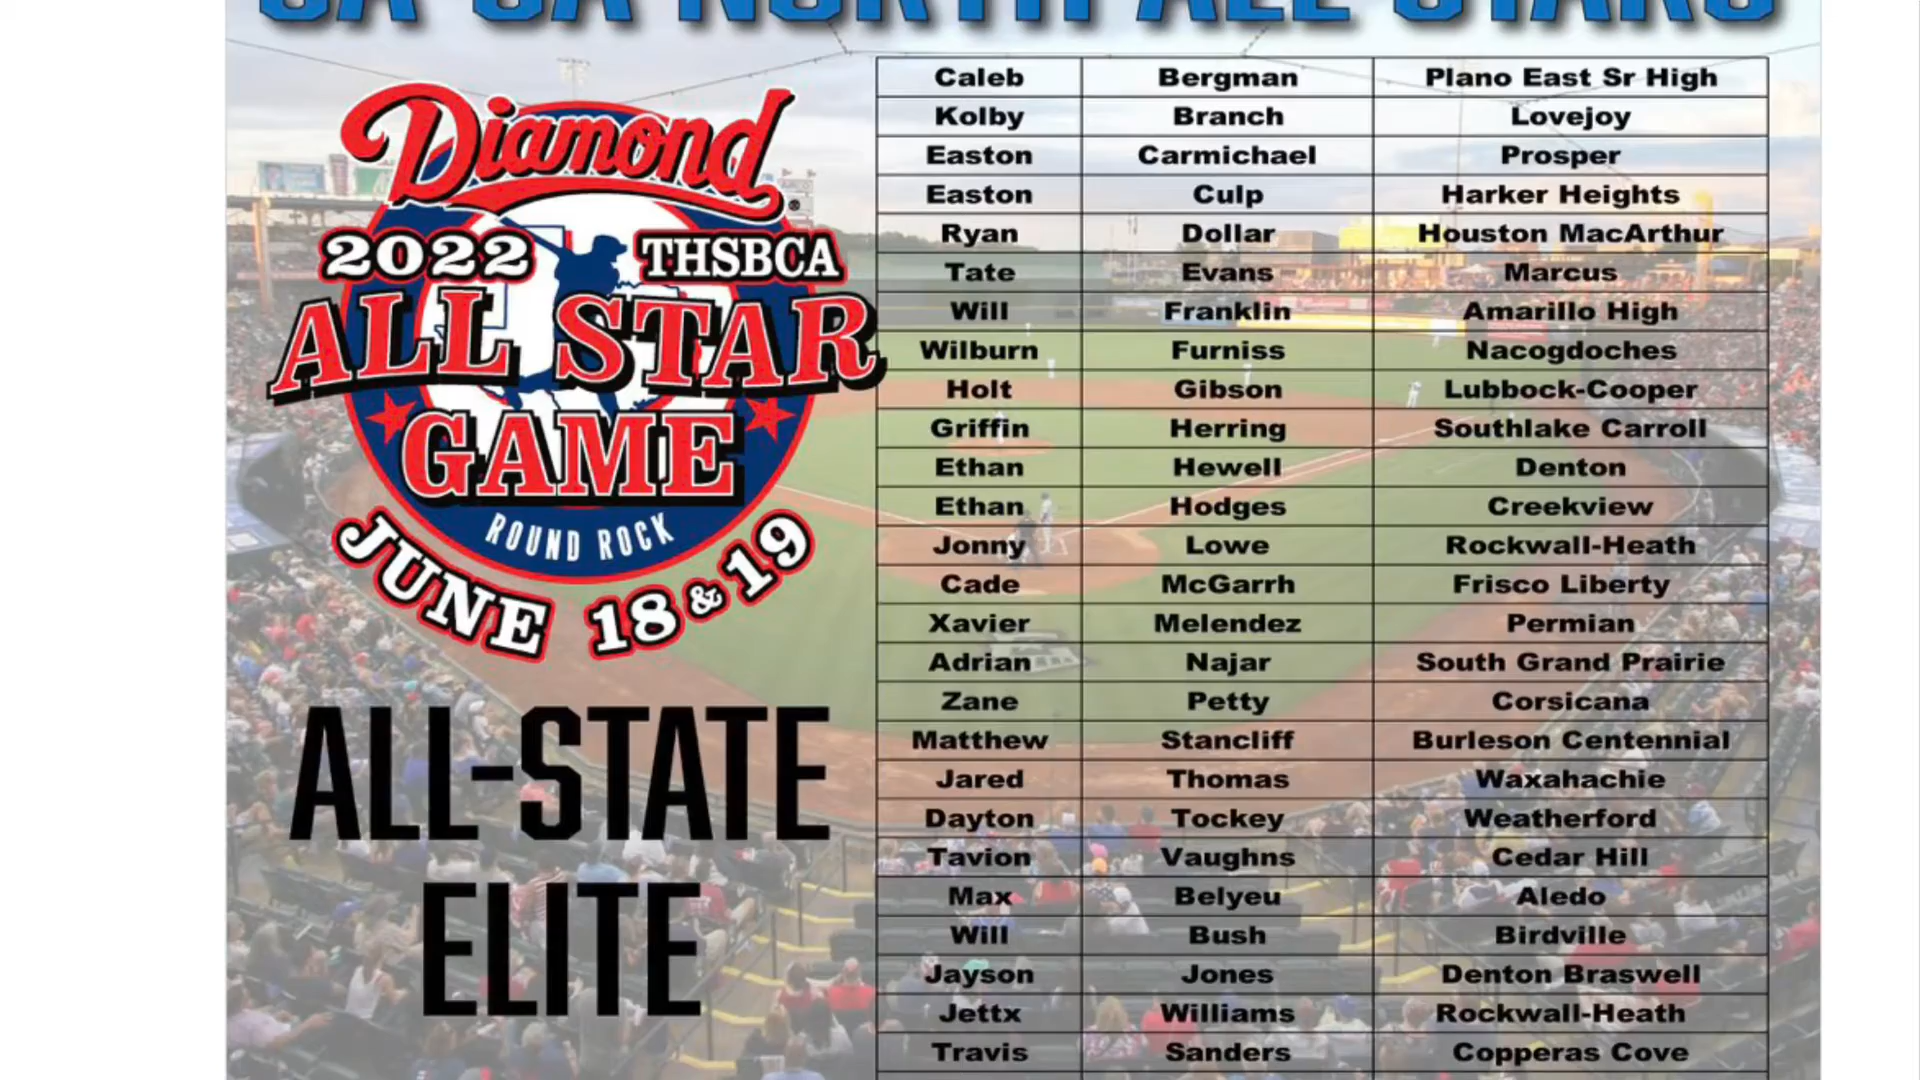 NORTH ALL STARS
Diamond
2022 THSBCA
ALL STAR
GAME
ROUND ROCK
JUNE 18 & 19
ALL-STATE
ELITE
Caleb Bergman Plano East Sr High
Kolby Branch Lovejoy
Easton Carmichael Prosper
Easton Culp Harker Heights
Ryan Dollar Houston MacArthur
Tate Evans Marcus
Will Franklin Amarillo High
Wilburn Furniss Nacogdoches
Holt Gibson Lubbock-Cooper
Griffin Herring Southlake Carroll
Ethan Hewell Denton
Ethan Hodges Creekview
Jonny Lowe Rockwall-Heath
Cade McGarrh Frisco Liberty
Xavier Melendez Permian
Adrian Najar South Grand Prairie
Zane Petty Corsicana
Matthew Stancliff Burleson Centennial
Jared Thomas Waxahachie
Dayton Tockey Weatherford
Tavion Vaughns Cedar Hill
Max Belyeu Aledo
Will Bush Birdville
Jayson Jones Denton Braswell
Jettx Williams Rockwall-Heath
Travis Sanders Copperas Cove